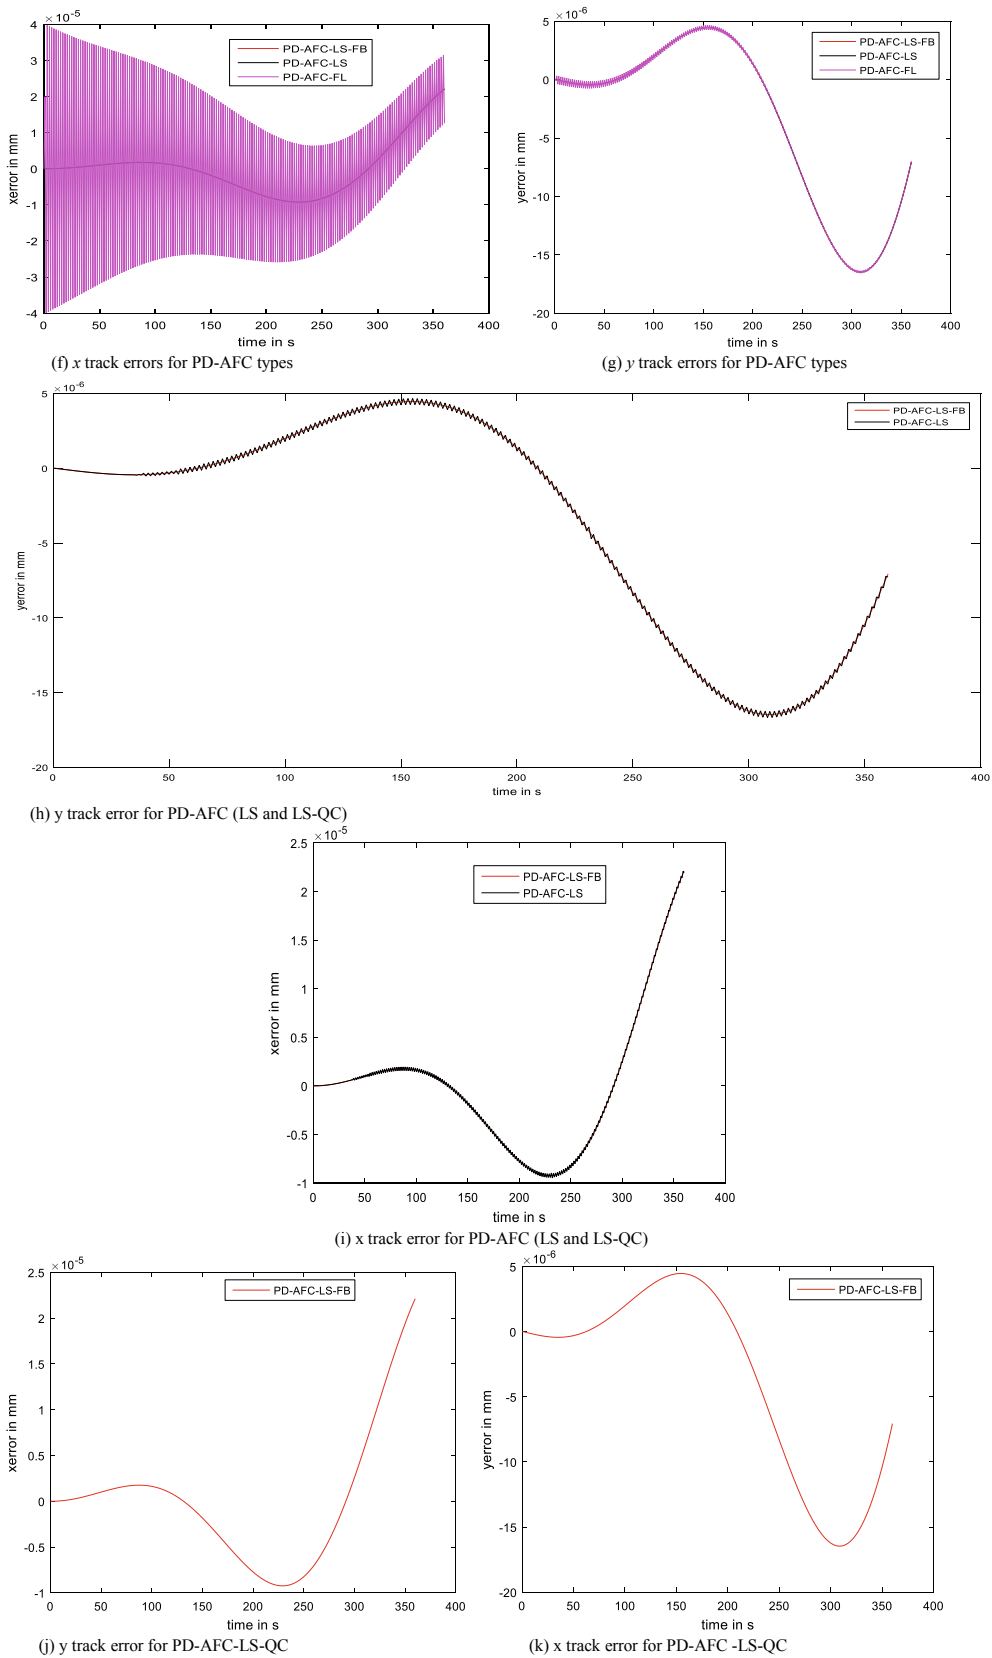 ×10⁻⁵
4
3
2
1
0
-1
-2
-3
-4
xerror in mm
PD-AFC-LS-FB
PD-AFC-LS
PD-AFC-FL
0 50 100 150 200 250 300 350 400
time in s
(f) x track errors for PD-AFC types
×10⁻⁶
5
0
-5
-10
-15
-20
yerror in mm
PD-AFC-LS-FB
PD-AFC-LS
PD-AFC-FL
0 50 100 150 200 250 300 350 400
time in s
(g) y track errors for PD-AFC types
×10⁻⁶
5
0
-5
-10
-15
-20
yerror in mm
PD-AFC-LS-FB
PD-AFC-LS
0 50 100 150 200 250 300 350 400
time in s
(h) y track error for PD-AFC (LS and LS-QC)
×10⁻⁵
2.5
2
1.5
1
0.5
0
-0.5
-1
xerror in mm
PD-AFC-LS-FB
PD-AFC-LS
0 50 100 150 200 250 300 350 400
time in s
(i) x track error for PD-AFC (LS and LS-QC)
×10⁻⁵
2.5
2
1.5
1
0.5
0
-0.5
-1
xerror in mm
PD-AFC-LS-FB
0 50 100 150 200 250 300 350 400
time in s
(j) y track error for PD-AFC-LS-QC
×10⁻⁶
5
0
-5
-10
-15
-20
yerror in mm
PD-AFC-LS-FB
0 50 100 150 200 250 300 350 400
time in s
(k) x track error for PD-AFC -LS-QC